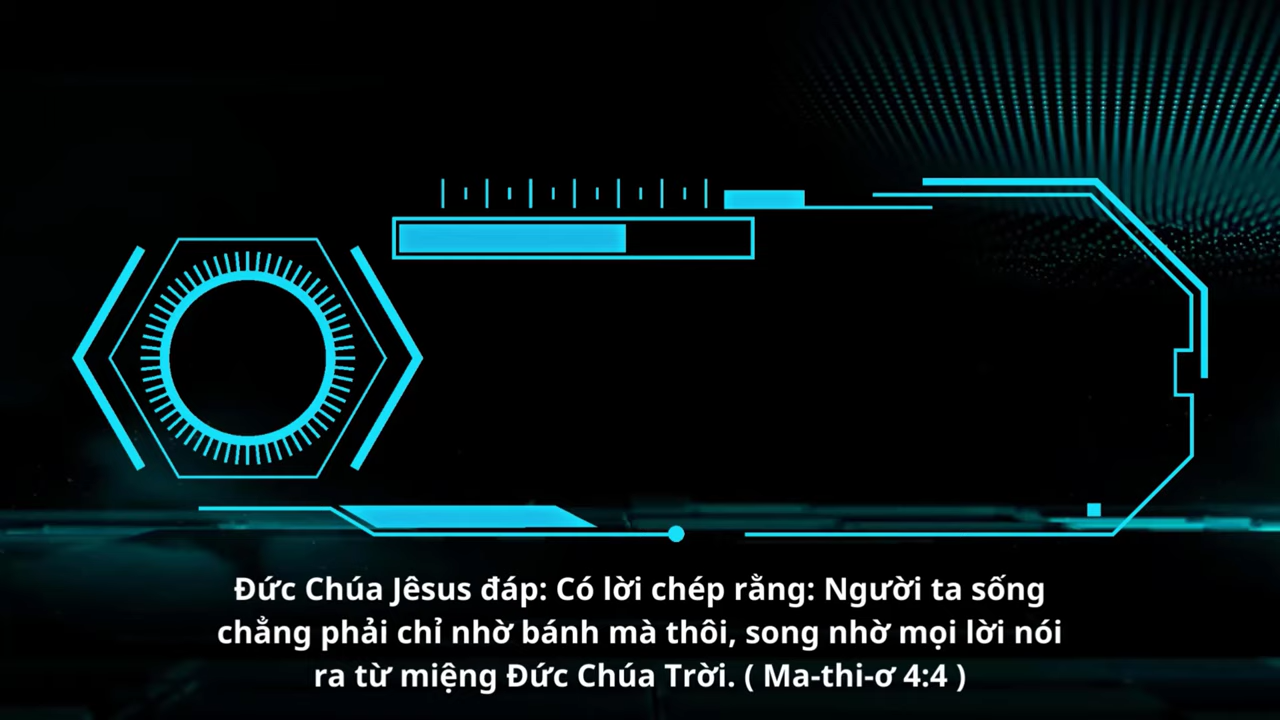 Đức Chúa Jêsus đáp: Có lời chép rằng: Người ta sống
chẳng phải chỉ nhờ bánh mà thôi, song nhờ mọi lời nói
ra từ miệng Đức Chúa Trời. ( Ma-thi-ơ 4:4 )